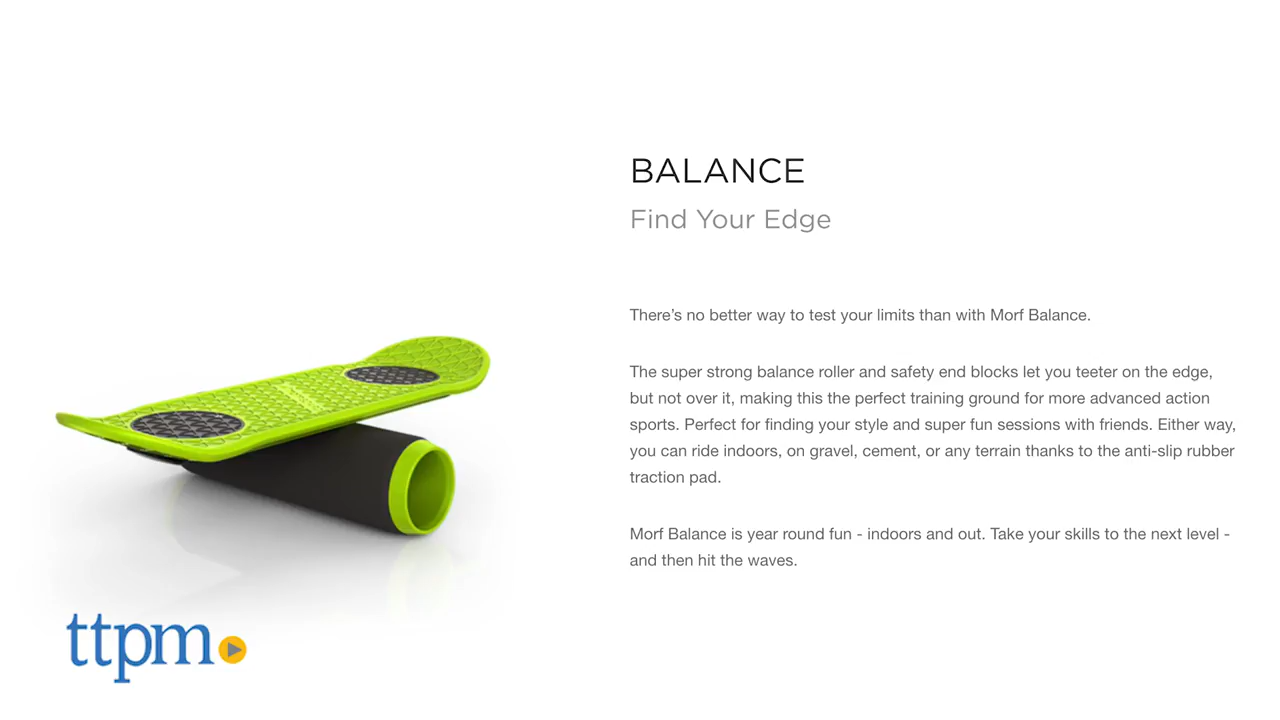 BALANCE
Find Your Edge
There's no better way to test your limits than with Morf Balance.
The super strong balance roller and safety end blocks let you teeter on the edge,
but not over it, making this the perfect training ground for more advanced action
sports. Perfect for finding your style and super fun sessions with friends. Either way,
you can ride indoors, on gravel, cement, or any terrain thanks to the anti-slip rubber
traction pad.
Morf Balance is year round fun - indoors and out. Take your skills to the next level -
and then hit the waves.
ttpm